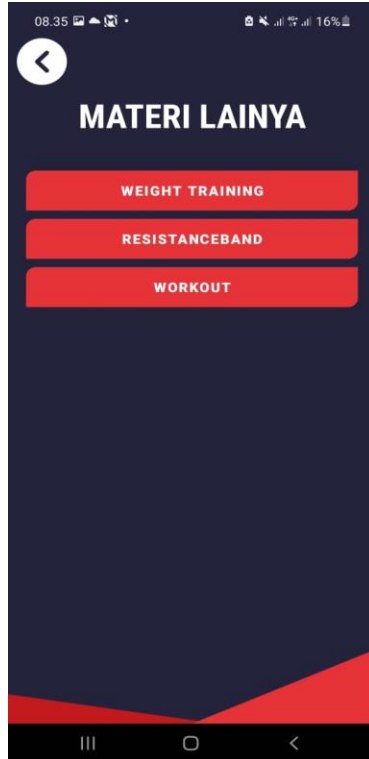 08.35 16%
MATERI LAINYA
WEIGHT TRAINING
RESISTANCEBAND
WORKOUT